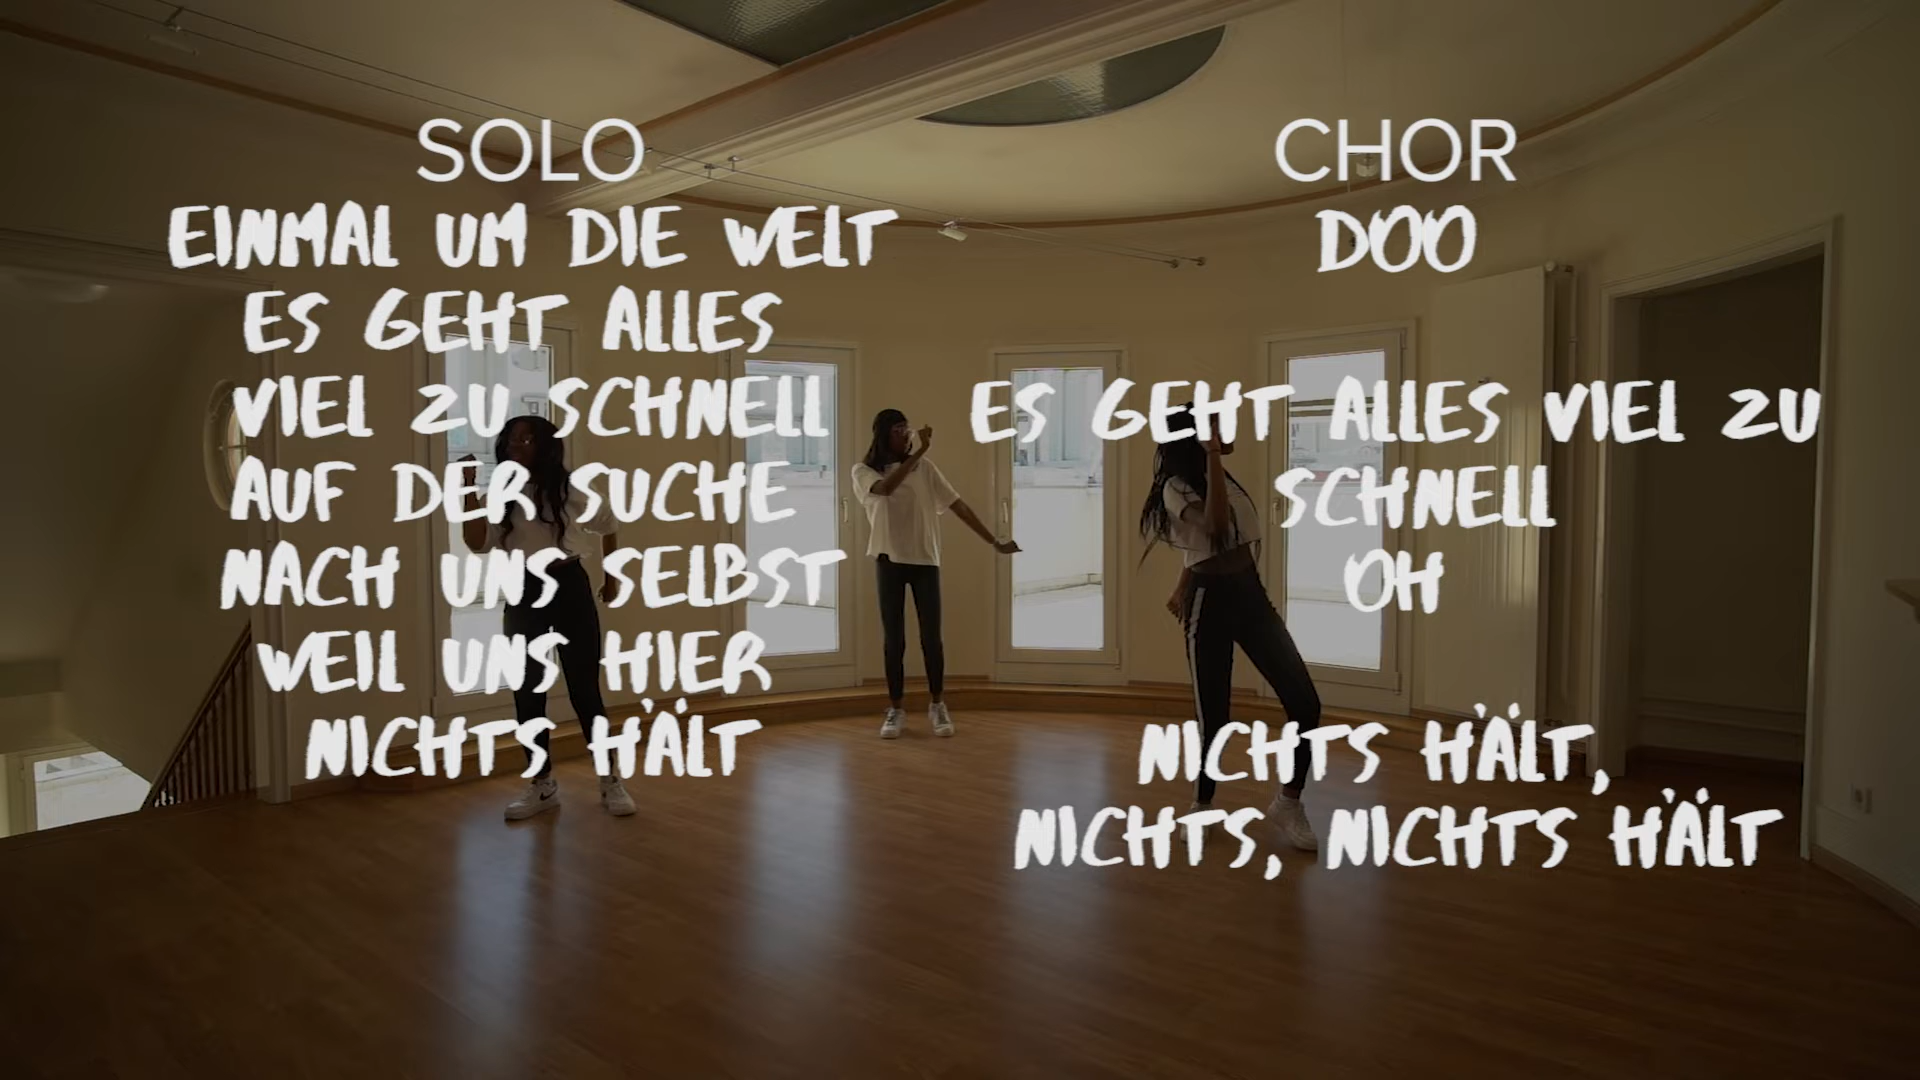 SOLO
EINMAL UM DIE WELT
ES GEHT ALLES
VIEL ZU SCHNELL
AUF DER SUCHE
NACH UNS SELBST
WEIL UNS HIER
NICHTS HÄLT
CHOR
DOO
ES GEHT ALLES VIEL ZU
SCHNELL
OH
NICHTS HÄLT,
NICHTS, NICHTS HÄLT